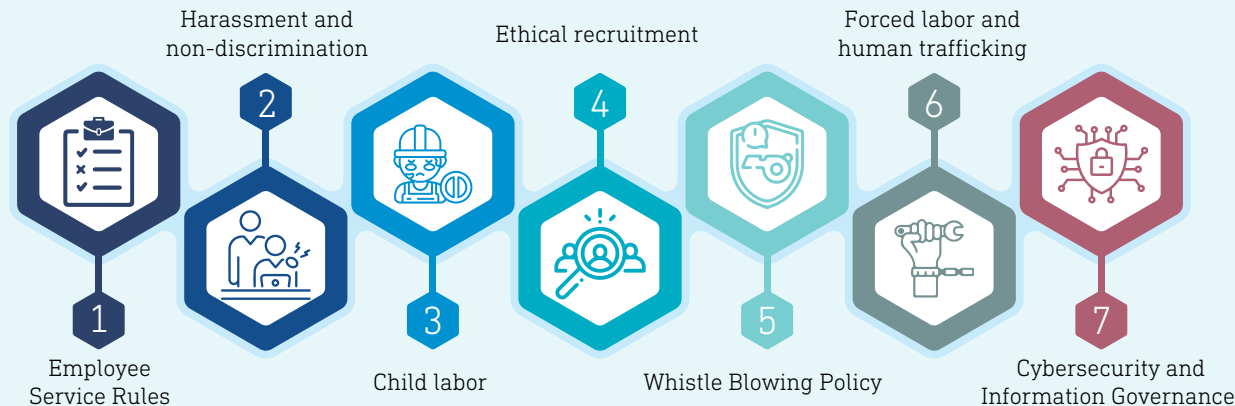 1
Employee
Service Rules
Harassment and
non-discrimination
2
3
Child labor
Ethical recruitment
4
5
Whistle Blowing Policy
Forced labor and
human trafficking
6
7
Cybersecurity and
Information Governance